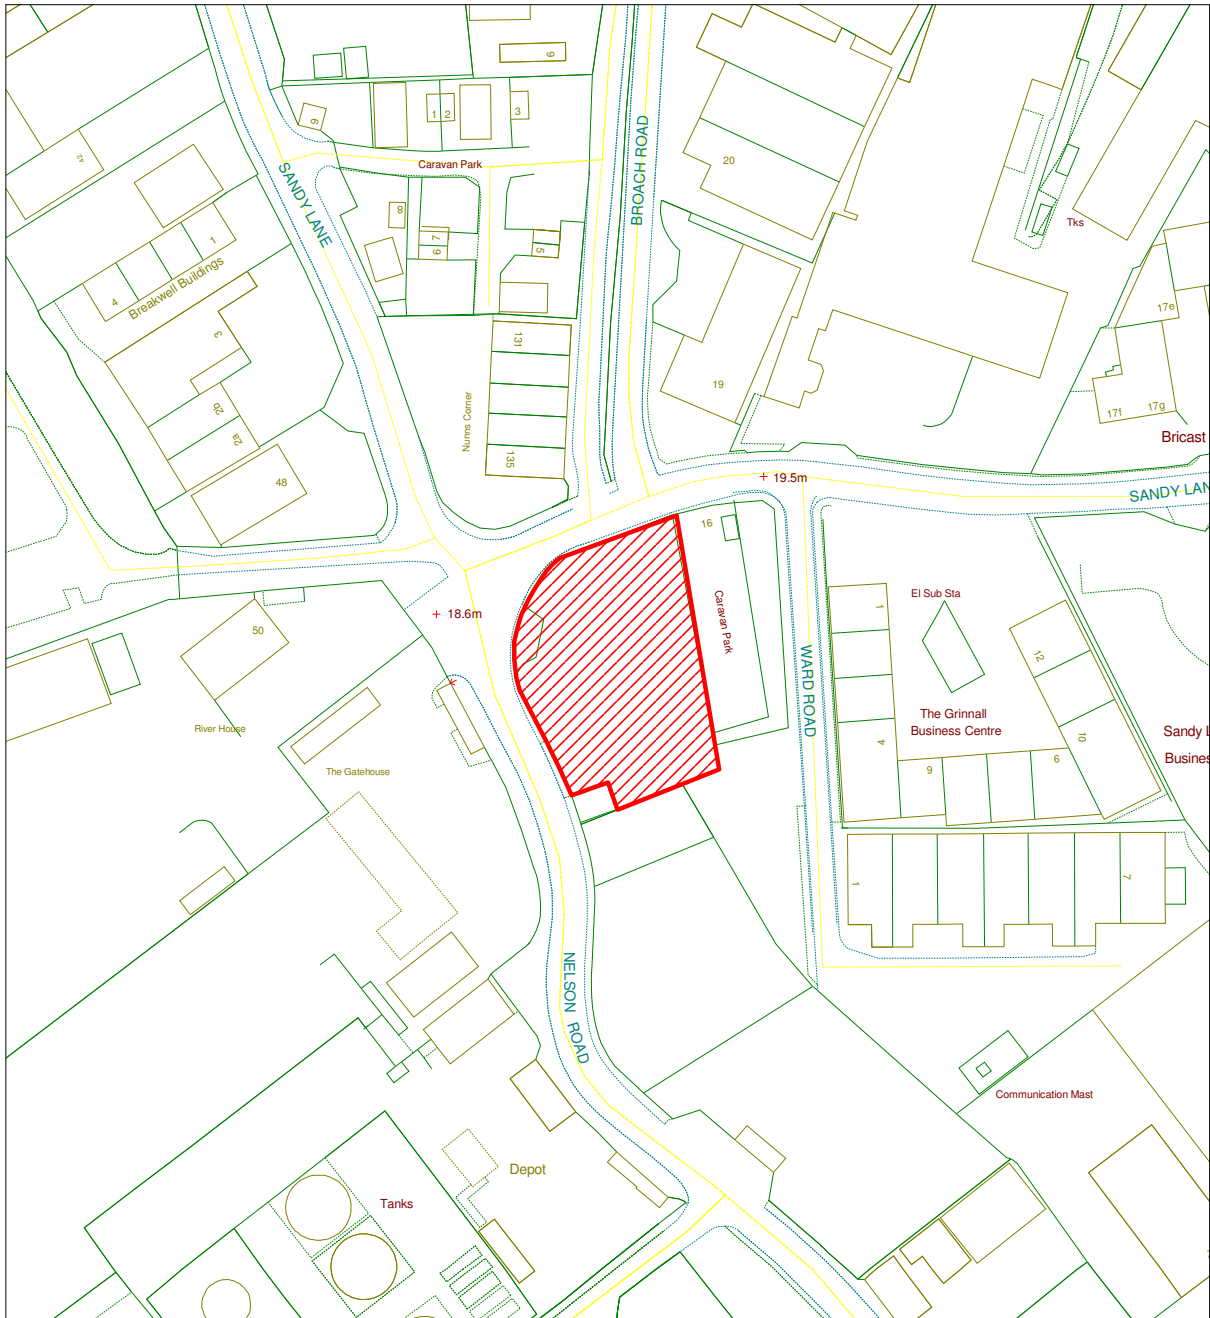 9
6
1 2
3
Caravan Park
SANDY LANE
BROACH ROAD
20
42
8
7
6
5
1
4
Breakwell Buildings
3
Tks
17e
17f
17g
19
131
135
Nunns Corner
2b
2a
48
Bricast
19.5m
SANDY LAN
16
Caravan Park
18.6m
50
River House
The Gatehouse
WARD ROAD
El Sub Sta
1
4
12
10
The Grinnall
Business Centre
9
6
Sandy L
Busines
1
7
NELSON ROAD
Communication Mast
Depot
Tanks